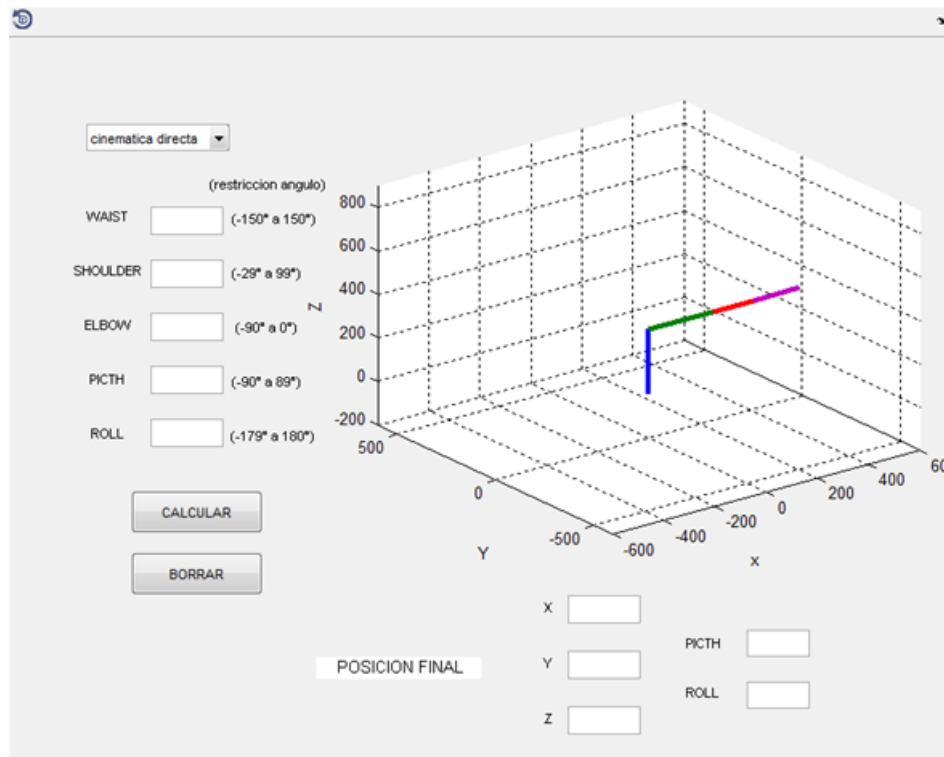 cinematica directa
(restriccion angulo)
WAIST (-150° a 150°)
SHOULDER (-29° a 99°)
ELBOW (-90° a 0°)
PICTH (-90° a 89°)
ROLL (-179° a 180°)
CALCULAR
BORRAR
800
600
400
200
0
-200
Z
500
0
-500
Y
-600
-400
-200
0
200
400
60
x
POSICION FINAL
X
Y
Z
PICTH
ROLL